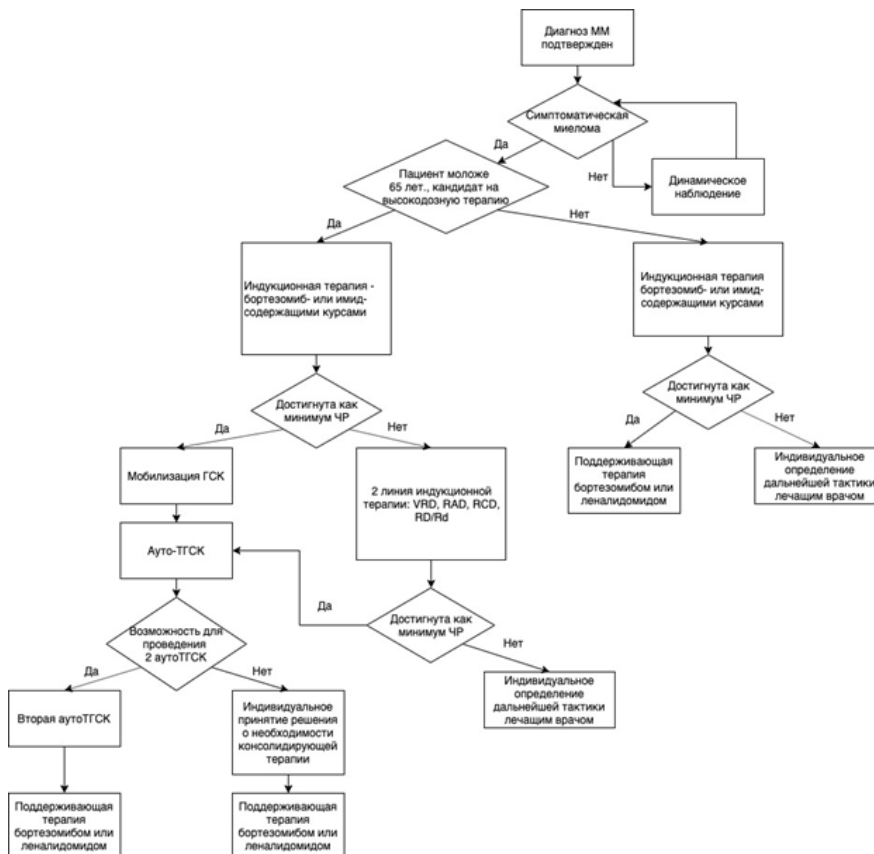 Диагноз ММ
подтвержден
Симптоматическая
миелома
Да
Нет
Динамическое
наблюдение
Пациент моложе
65 лет., кандидат на
высокодозную терапию
Да
Нет
Индукционная терапия -
бортезомиб- или имид-
содержащими курсами
Индукционная терапия
бортезомиб- или имид-
содержащими курсами
Достигнута как
минимум ЧР
Да
Нет
Достигнута как
минимум ЧР
Да
Нет
Мобилизация ГСК
2 линия индукционной
терапии: VRD, RAD, RCD,
RD/Rd
Поддерживающая
терапия
бортезомибом или
леналидомидом
Индивидуальное
определение
дальнейшей тактики
лечащим врачом
Ауто-ТГСК
Да
Достигнута как
минимум ЧР
Нет
Возможность для
проведения
2 аутоТГСК
Да
Нет
Индивидуальное
определение
дальнейшей тактики
лечащим врачом
Вторая аутоТГСК
Индивидуальное
принятие решения
о необходимости
консолидирующей
терапии
Поддерживающая
терапия
бортезомибом или
леналидомидом
Поддерживающая
терапия
бортезомибом или
леналидомидом